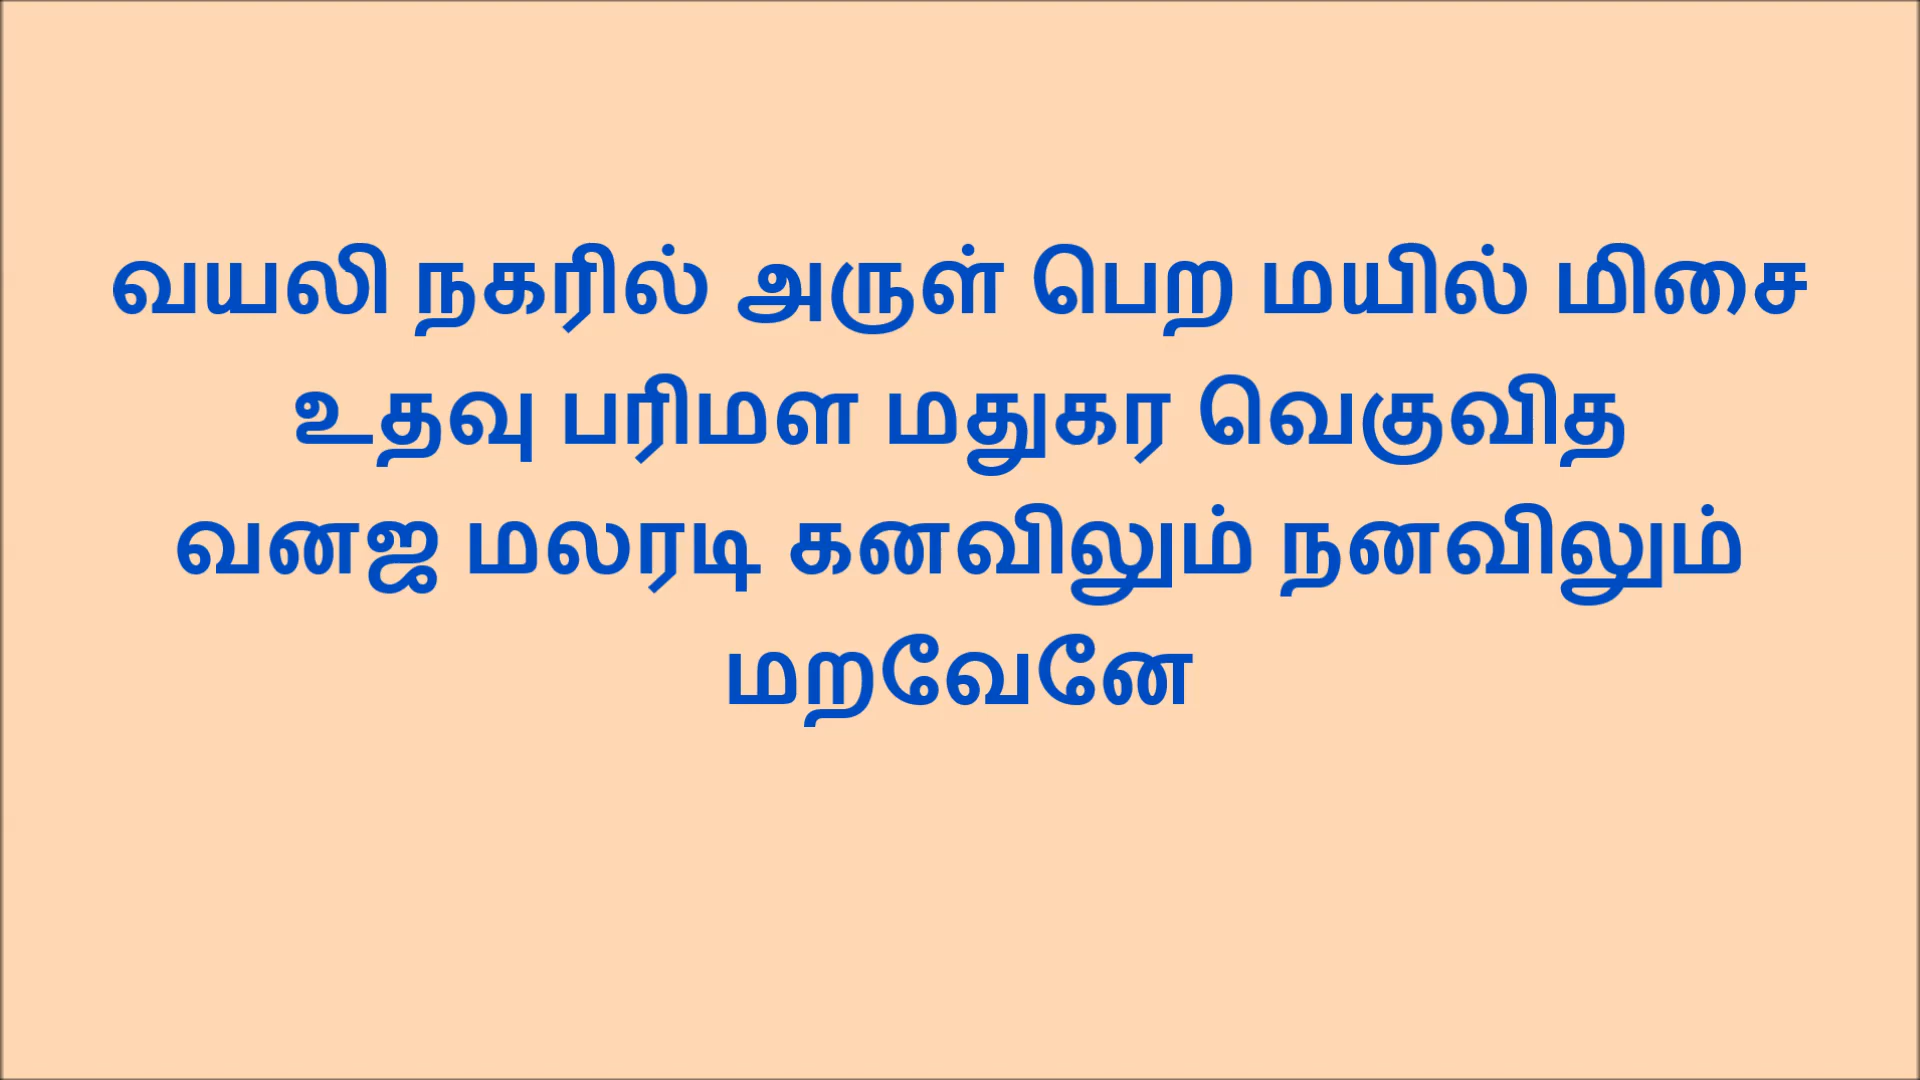 வயலி நகரில் அருள் பெற மயில் மிசை
உதவு பரிமள மதுகர வெகுவித
வனஜ மலரடி கனவிலும் நனவிலும்
மறவேனே